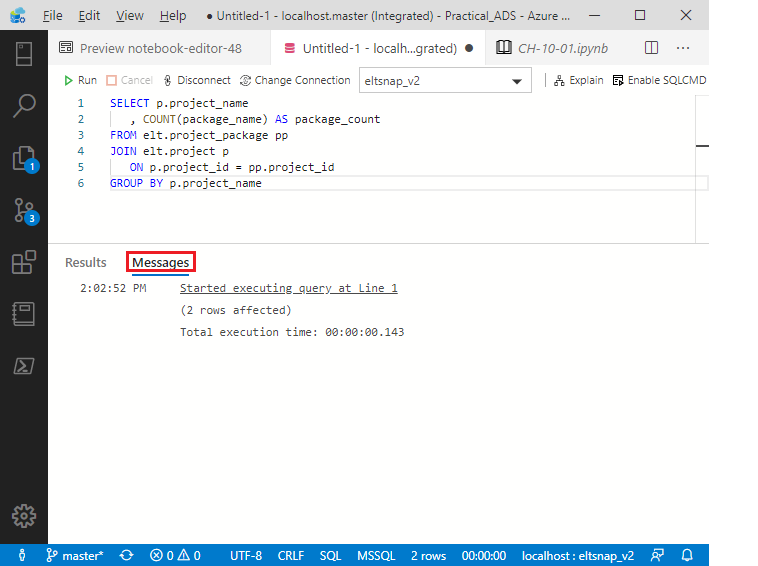 File Edit View Help ● Untitled-1 - localhost.master (Integrated) - Practical_ADS - Azure ...
Preview notebook-editor-48 Untitled-1 - localh...grated) ● CH-10-01.ipynb ...
Run Cancel Disconnect Change Connection eltsnap_v2 Explain Enable SQLCMD
1 SELECT p.project_name
2 , COUNT(package_name) AS package_count
3 FROM elt.project_package pp
4 JOIN elt.project p
5 ON p.project_id = pp.project_id
6 GROUP BY p.project_name
1
3
Results Messages
2:02:52 PM Started executing query at Line 1
(2 rows affected)
Total execution time: 00:00:00.143
master* 0 0 UTF-8 CRLF SQL MSSQL 2 rows 00:00:00 localhost : eltsnap_v2